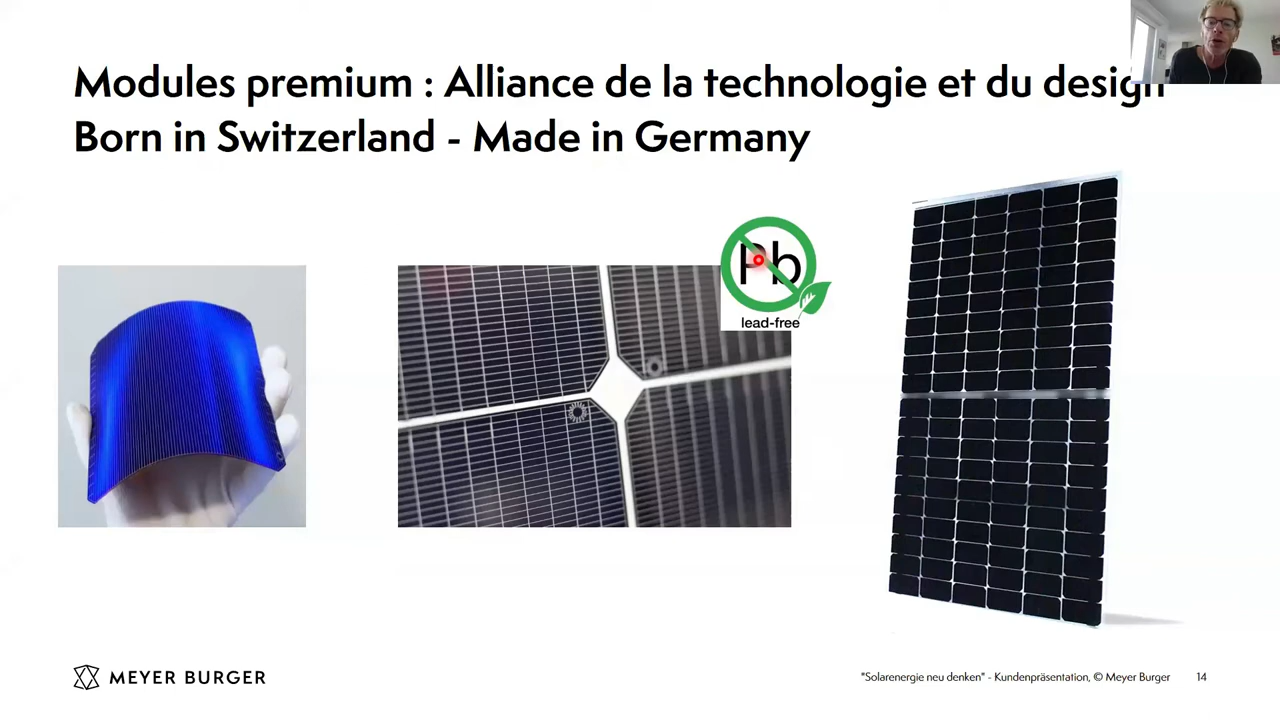 Modules premium : Alliance de la technologie et du design
Born in Switzerland - Made in Germany
Pb
lead-free
MEYER BURGER
"Solarenergie neu denken" - Kundenpräsentation, © Meyer Burger 14